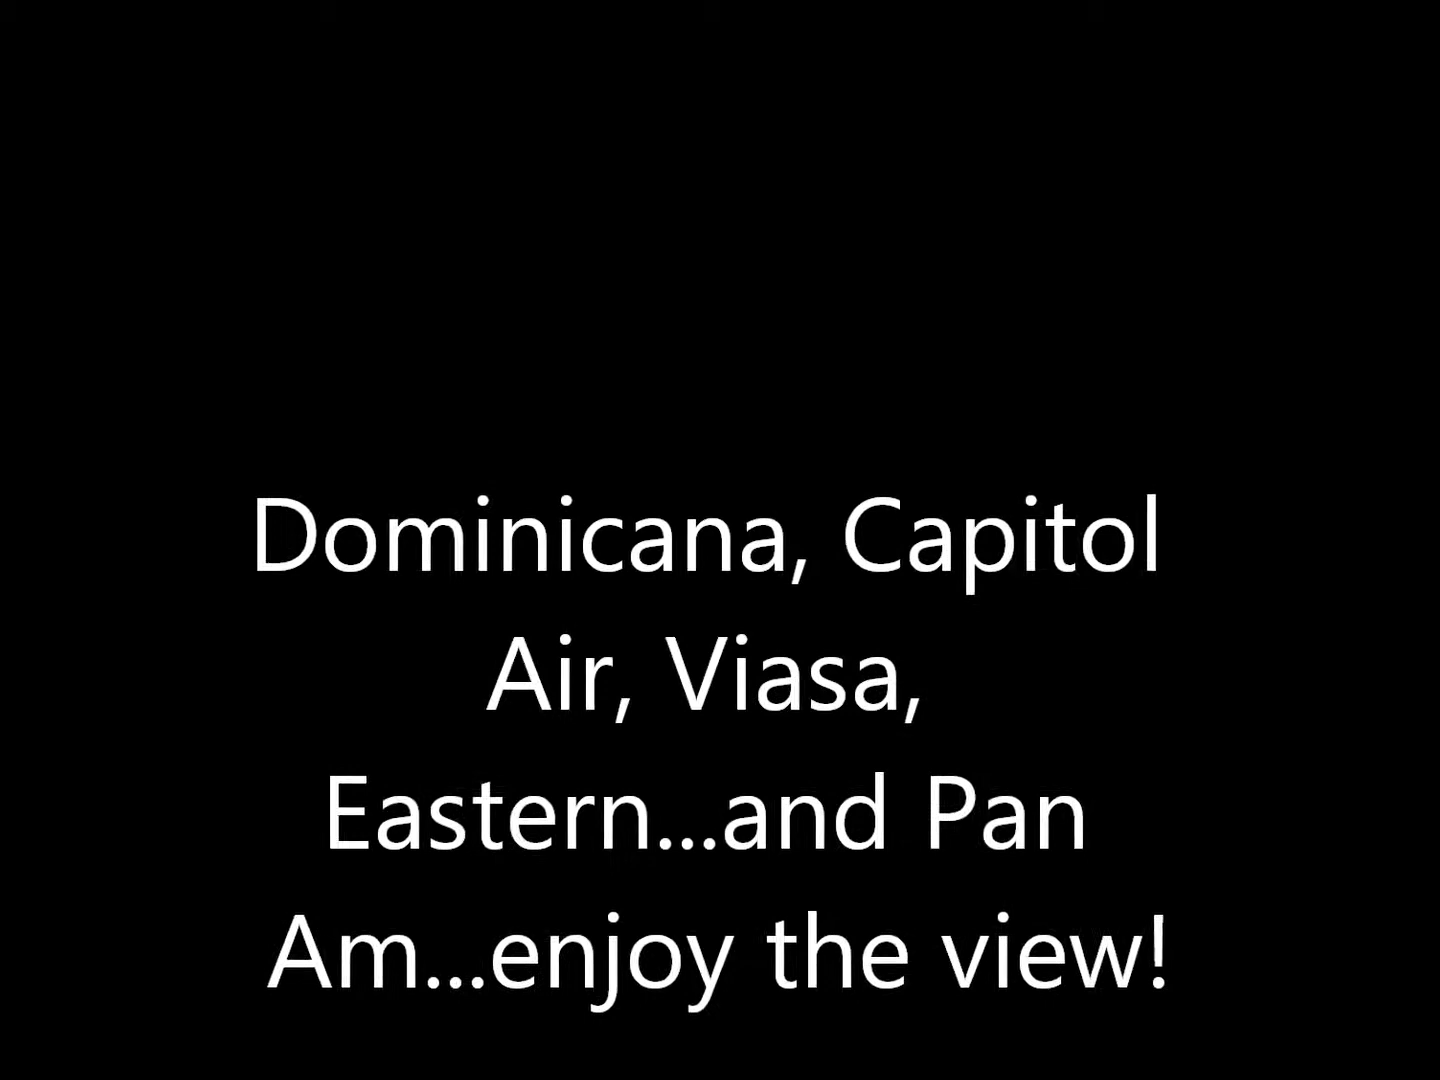 Dominicana, Capitol
Air, Viasa,
Eastern...and Pan
Am...enjoy the view!